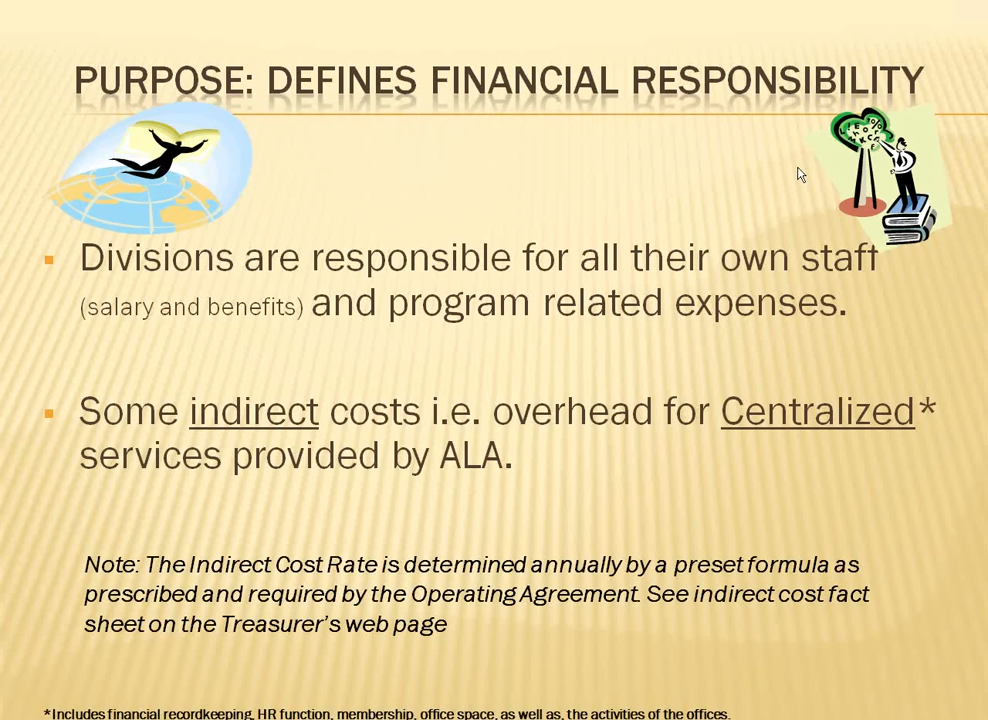 PURPOSE: DEFINES FINANCIAL RESPONSIBILITY
▪ Divisions are responsible for all their own staff
(salary and benefits) and program related expenses.
▪ Some indirect costs i.e. overhead for Centralized*
services provided by ALA.
Note: The Indirect Cost Rate is determined annually by a preset formula as
prescribed and required by the Operating Agreement. See indirect cost fact
sheet on the Treasurer's web page
*Includes financial recordkeeping, HR function, membership, office space, as well as, the activities of the offices.